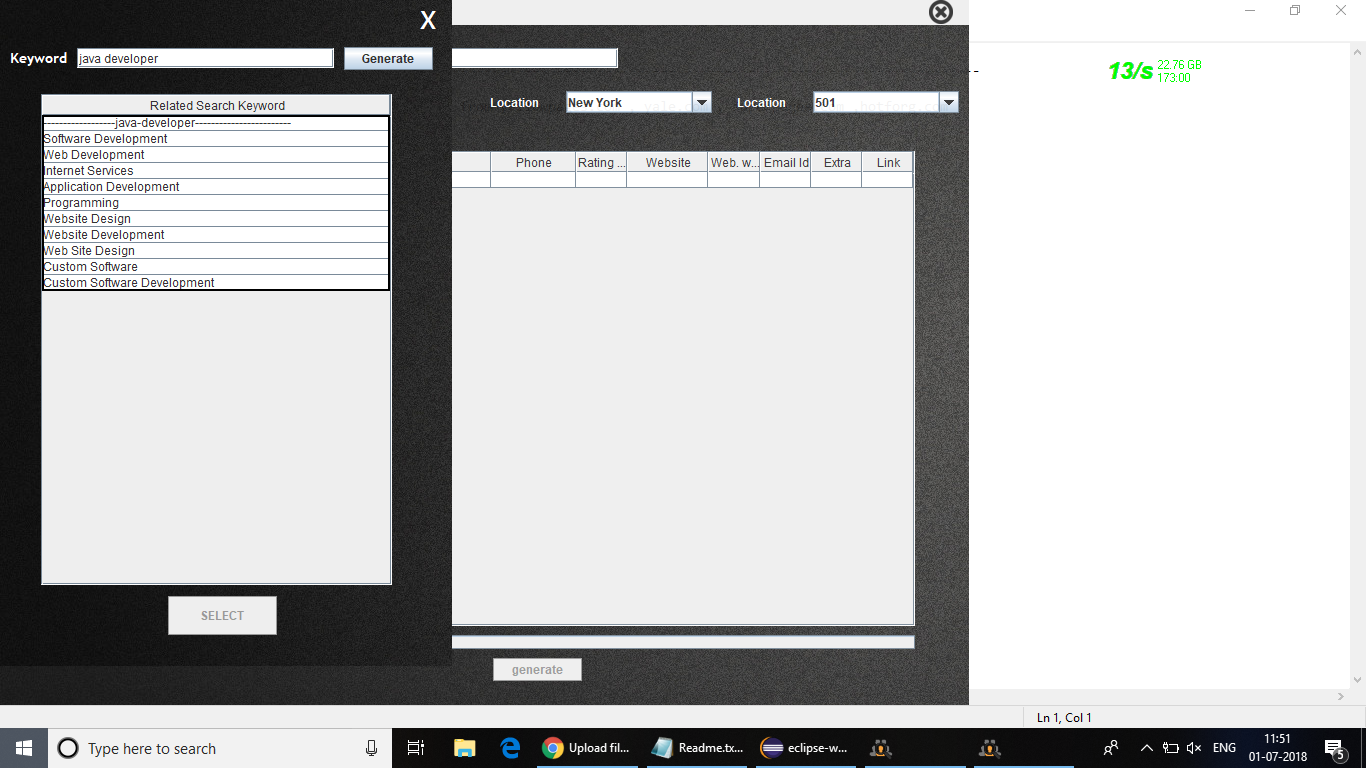 X
Keyword java developer Generate
13/s 22.76 GB
173:00
Location New York Location 501
Related Search Keyword
------------------java-developer------------------------
Software Development
Web Development
Internet Services
Application Development
Programming
Website Design
Website Development
Web Site Design
Custom Software
Custom Software Development
Phone Rating ... Website Web. w... Email Id Extra Link
SELECT
generate
Ln 1, Col 1
Type here to search
Upload fil...
Readme.tx...
eclipse-w...
ENG
11:51
01-07-2018
5